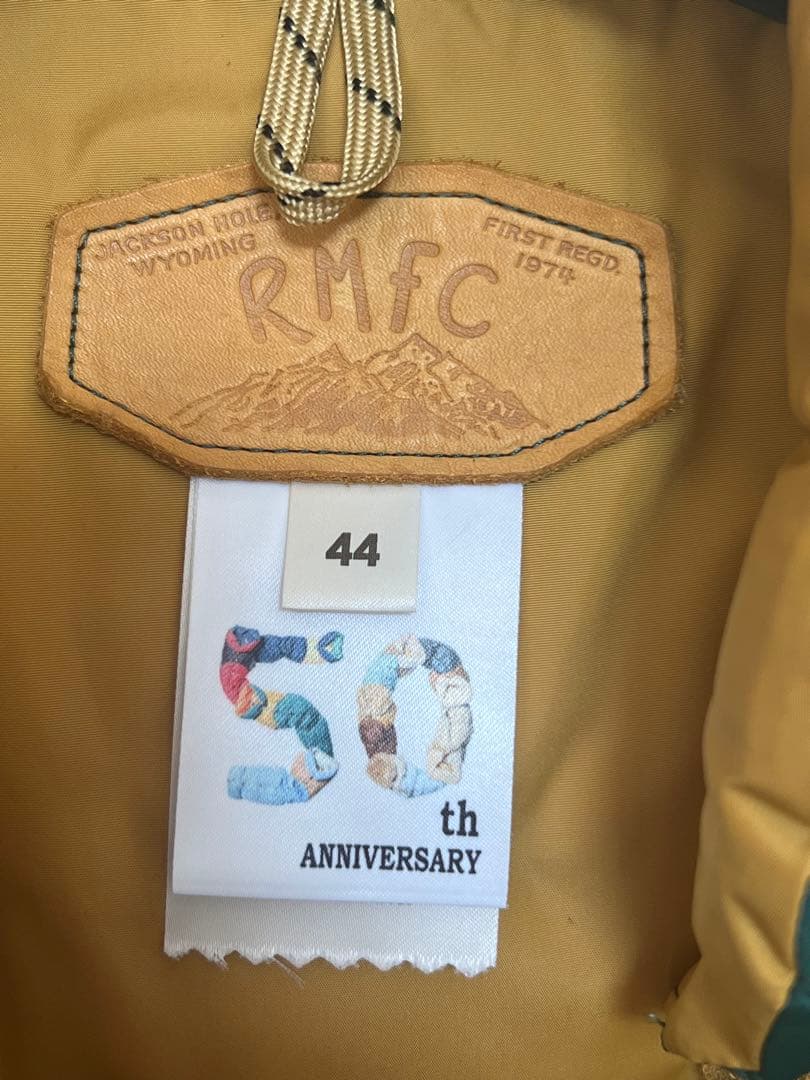 JACKSON HOLE,
WYOMING
FIRST REGD.
1974
RMFC
44
50
th
ANNIVERSARY